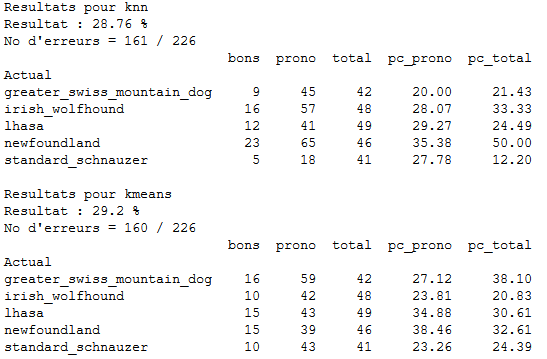 Resultats pour knn
Resultat : 28.76 %
No d'erreurs = 161 / 226
bons prono total pc_prono pc_total
Actual
greater_swiss_mountain_dog 9 45 42 20.00 21.43
irish_wolfhound 16 57 48 28.07 33.33
lhasa 12 41 49 29.27 24.49
newfoundland 23 65 46 35.38 50.00
standard_schnauzer 5 18 41 27.78 12.20
Resultats pour kmeans
Resultat : 29.2 %
No d'erreurs = 160 / 226
bons prono total pc_prono pc_total
Actual
greater_swiss_mountain_dog 16 59 42 27.12 38.10
irish_wolfhound 10 42 48 23.81 20.83
lhasa 15 43 49 34.88 30.61
newfoundland 15 39 46 38.46 32.61
standard_schnauzer 10 43 41 23.26 24.39